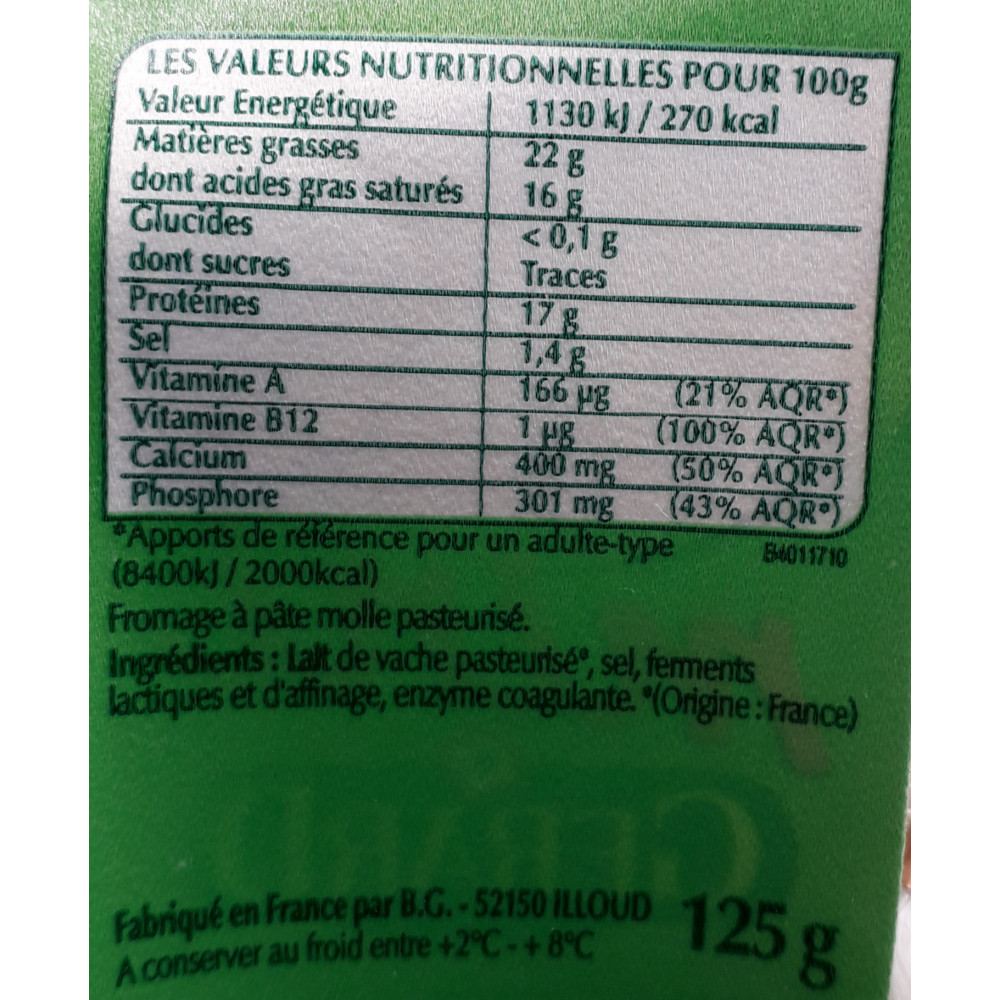 LES VALEURS NUTRITIONNELLES POUR 100g
Valeur Energétique 1130 kJ / 270 kcal
Matières grasses 22 g
dont acides gras saturés 16 g
Glucides < 0,1 g
dont sucres Traces
Protéines 17 g
Sel 1,4 g
Vitamine A 166 µg (21% AQR*)
Vitamine B12 1 µg (100% AQR*)
Calcium 400 mg (50% AQR*)
Phosphore 301 mg (43% AQR*)
*Apports de référence pour un adulte-type B4011710
(8400kJ / 2000kcal)
Fromage à pâte molle pasteurisé.
Ingrédients : Lait de vache pasteurisé*, sel, ferments
lactiques et d'affinage, enzyme coagulante. *(Origine : France)
Fabriqué en France par B.G. - 52150 ILLOUD
A conserver au froid entre +2°C - + 8°C
125 g